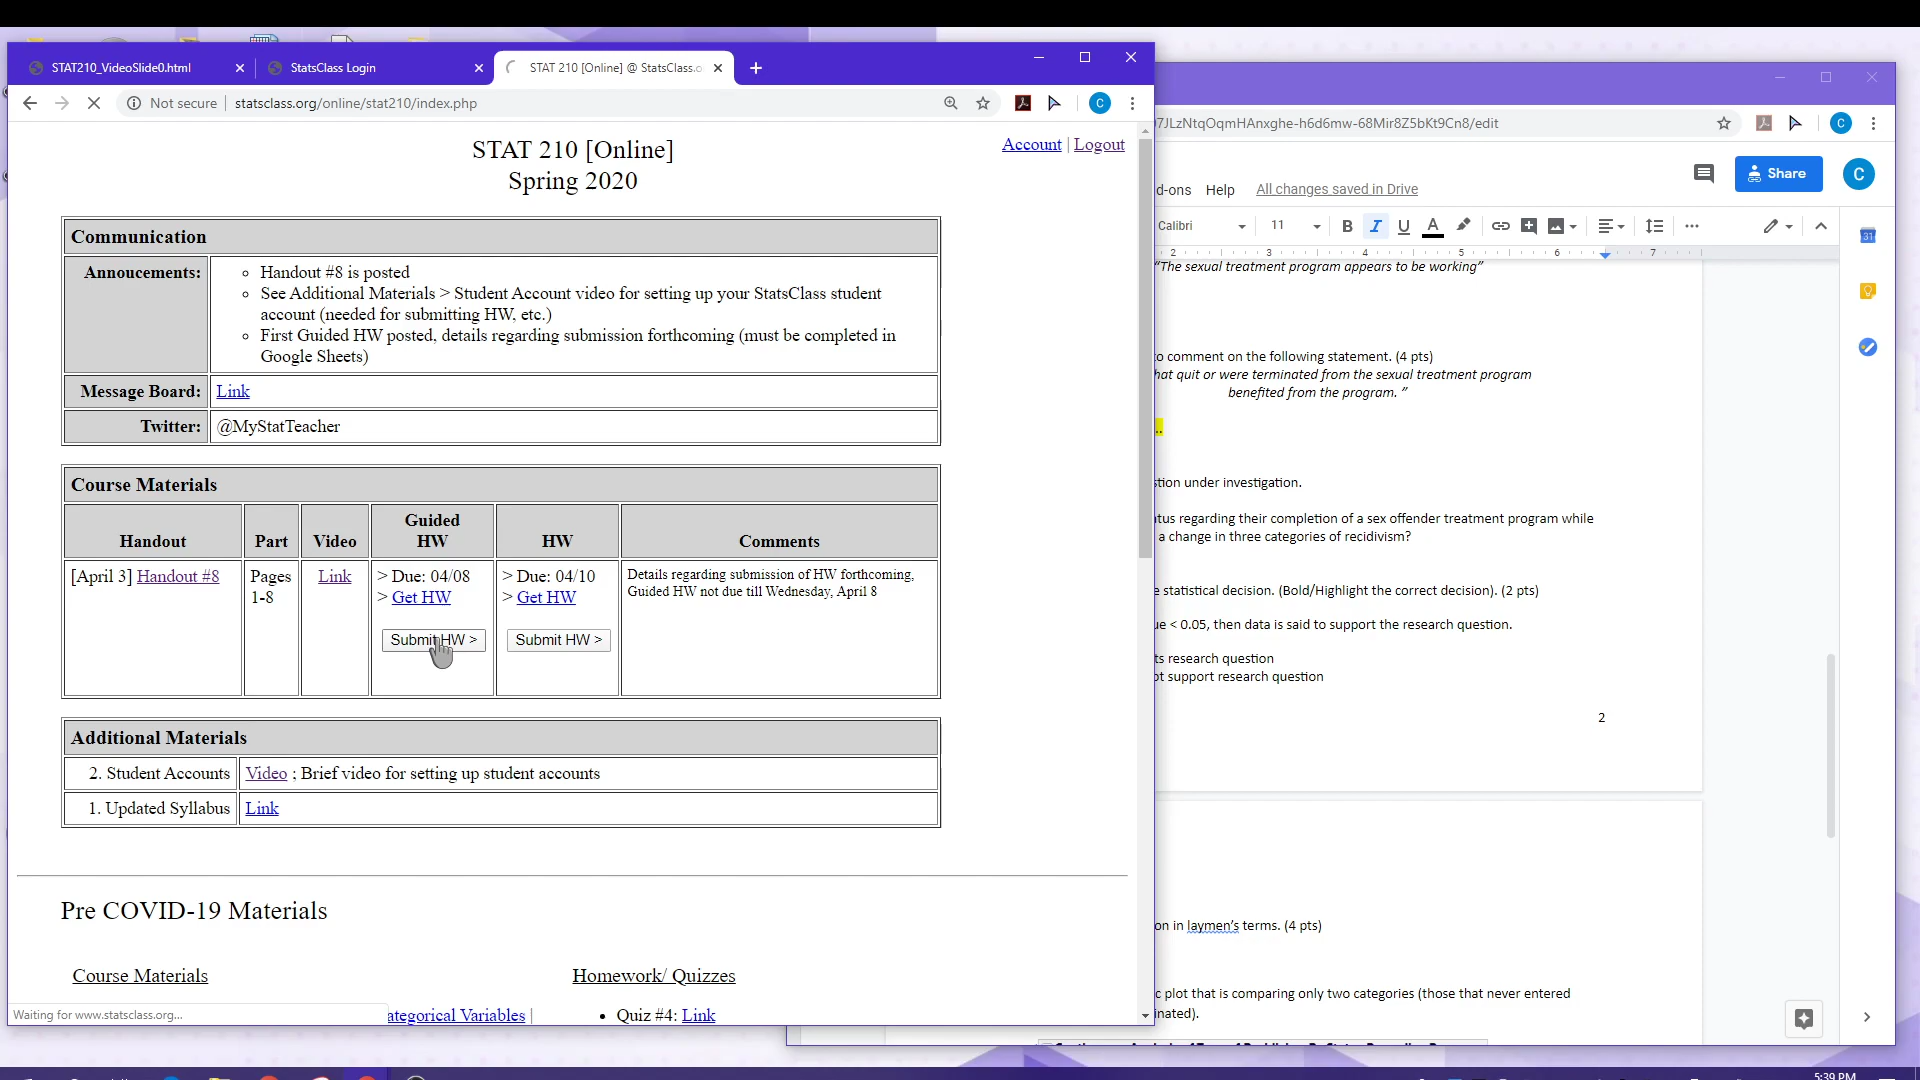 STAT210_VideoSlide0.html
StatsClass Login
STAT 210 [Online] @ StatsClass.o
Not secure | statsclass.org/online/stat210/index.php
Account | Logout
STAT 210 [Online]
Spring 2020
Communication
Annoucements:
Handout #8 is posted
See Additional Materials > Student Account video for setting up your StatsClass student
account (needed for submitting HW, etc.)
First Guided HW posted, details regarding submission forthcoming (must be completed in
Google Sheets)
Message Board: Link
Twitter: @MyStatTeacher
Course Materials
Handout Part Video Guided HW HW Comments
[April 3] Handout #8
Pages
1-8
Link
> Due: 04/08
> Get HW
Submit HW >
> Due: 04/10
> Get HW
Submit HW >
Details regarding submission of HW forthcoming,
Guided HW not due till Wednesday, April 8
Additional Materials
2. Student Accounts Video ; Brief video for setting up student accounts
1. Updated Syllabus Link
Pre COVID-19 Materials
Course Materials
Homework/ Quizzes
ategorical Variables |
• Quiz #4: Link
Waiting for www.statsclass.org...
7JLzNtqOqmHAnxghe-h6d6mw-68Mir8Z5bKt9Cn8/edit
d-ons Help All changes saved in Drive
Share
C
Calibri 11 B I U A
2 3 4 5 6 7
31
"The sexual treatment program appears to be working"
o comment on the following statement. (4 pts)
hat quit or were terminated from the sexual treatment program
benefited from the program. "
..
stion under investigation.
atus regarding their completion of a sex offender treatment program while
a change in three categories of recidivism?
e statistical decision. (Bold/Highlight the correct decision). (2 pts)
ue < 0.05, then data is said to support the research question.
ts research question
ot support research question
2
on in laymen's terms. (4 pts)
c plot that is comparing only two categories (those that never entered
inated).
5:39 PM